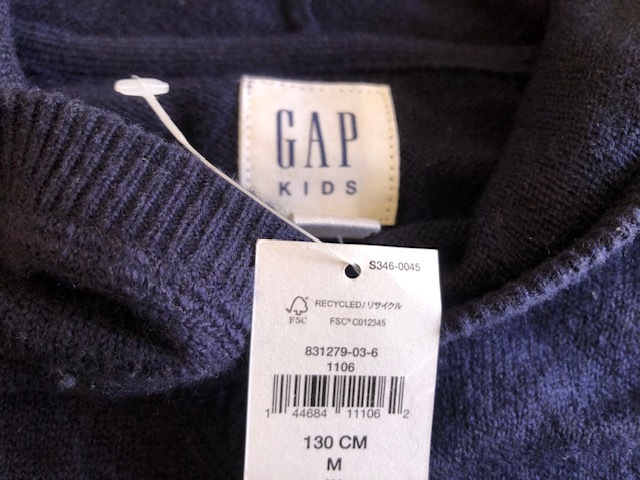 GAP
KIDS
S346-0045
RECYCLED/リサイクル
FSC
FSC® C012345
831279-03-6
1106
1 44684 11106 2
130 CM
M